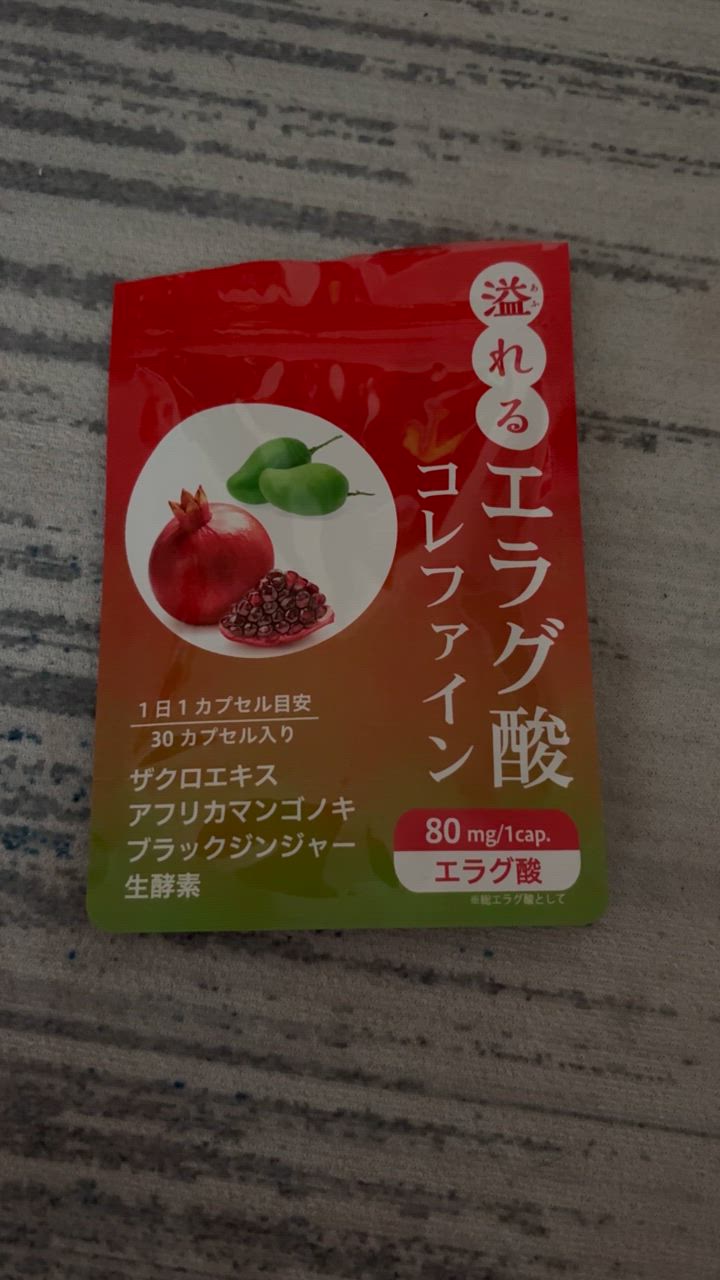 溢れるエラグ酸
あふ
コレファイン
1日1カプセル目安
30 カプセル入り
ザクロエキス
アフリカマンゴノキ
ブラックジンジャー
生酵素
80 mg/1cap.
エラグ酸
※総エラグ酸として